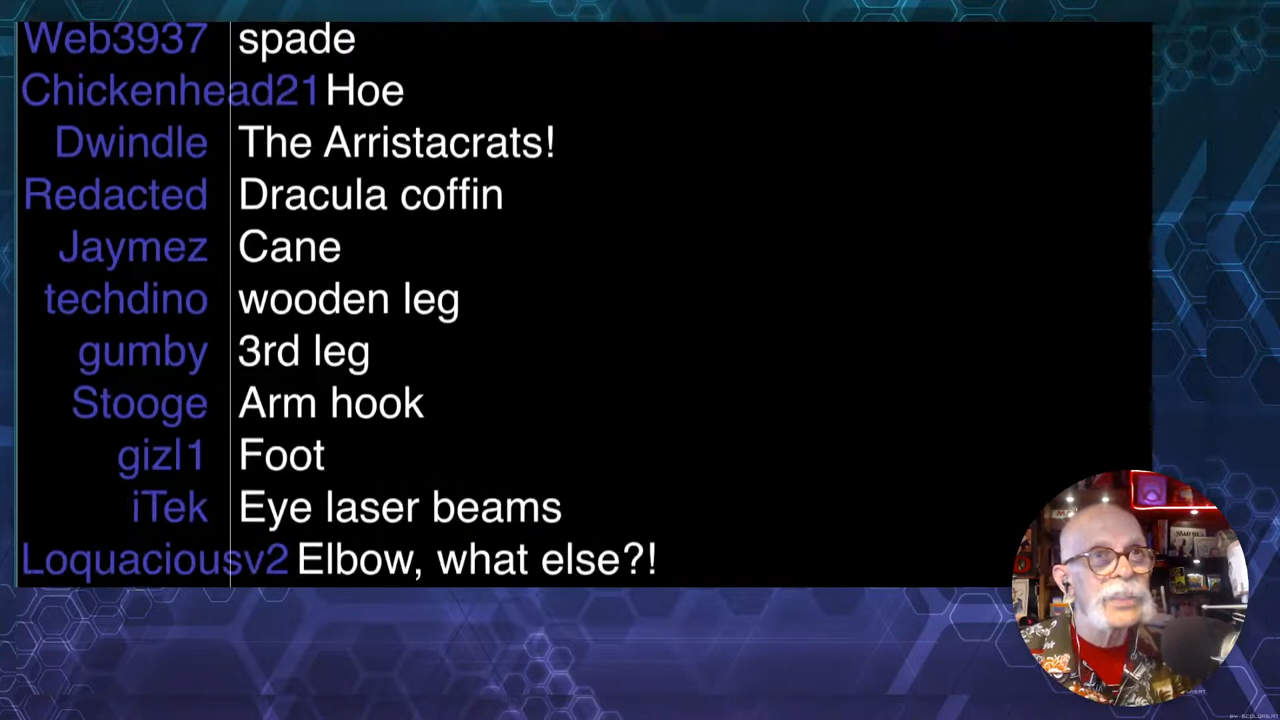 Web3937 spade
Chickenhead21 Hoe
Dwindle The Arristacrats!
Redacted Dracula coffin
Jaymez Cane
techdino wooden leg
gumby 3rd leg
Stooge Arm hook
gizl1 Foot
iTek Eye laser beams
Loquaciousv2 Elbow, what else?!